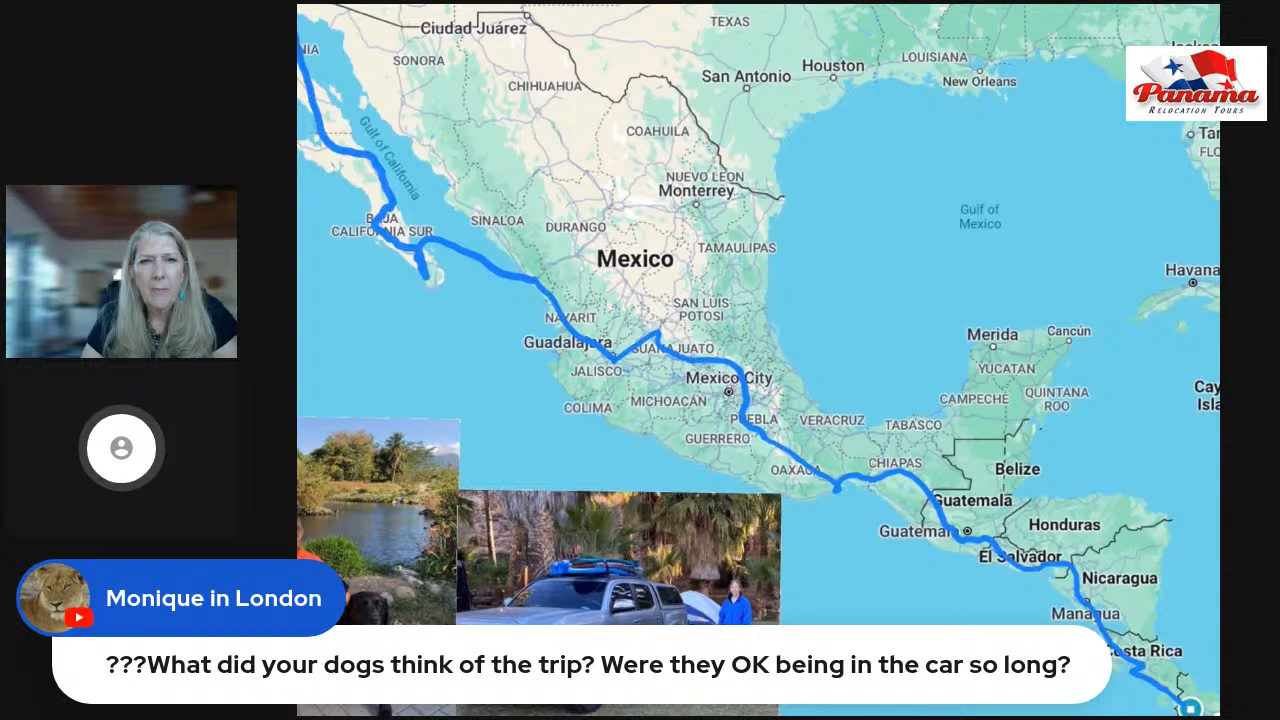 Ciudad Juárez
TEXAS
NIA
SONORA
CHIHUAHUA
San Antonio
Houston
LOUISIANA
New Orleans
Panama
RELOCATION TOURS
COAHUILA
Gulf of California
NUEVO LEON
Monterrey
BAJA
CALIFORNIA SUR
SINALOA
DURANGO
Mexico
TAMAULIPAS
Gulf of
Mexico
Havana
SAN LUIS
POTOSI
NAYARIT
Guadalajara
GUANAJUATO
JALISCO
Mexico City
Merida
Cancún
YUCATAN
CAMPECHE
QUINTANA
ROO
COLIMA
MICHOACÁN
PUEBLA
VERACRUZ
TABASCO
GUERRERO
OAXACA
CHIAPAS
Belize
Guatemala
Guatemala
Honduras
El Salvador
Nicaragua
Managua
Costa Rica
Monique in London
???What did your dogs think of the trip? Were they OK being in the car so long?